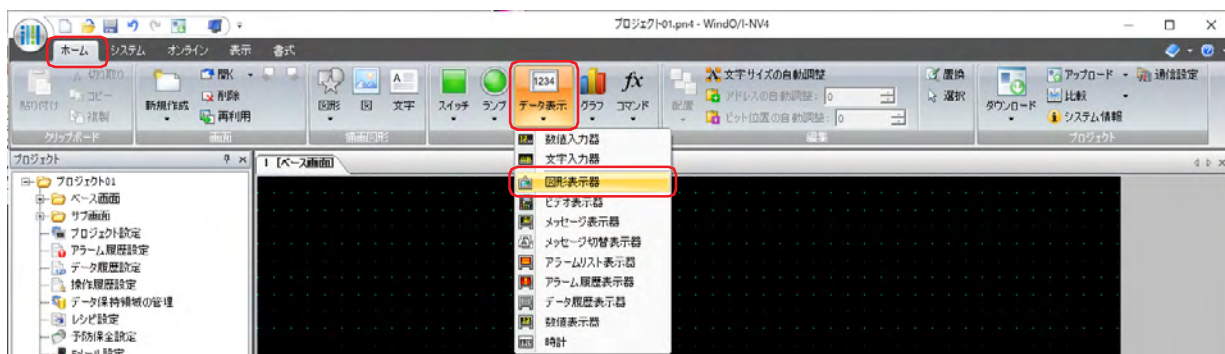 プロジェクト01.pn4 - WindO/I-NV4
ホーム システム オンライン 表示 書式
貼り付け
切り取り
コピー
複製
クリップボード
新規作成
開く
削除
再利用
画面
図形
図
文字
描画図形
スイッチ
ランプ
データ表示
グラフ
コマンド
配置
文字サイズの自動調整
アドレスの自動調整: 0
ビット位置の自動調整: 0
置換
選択
編集
ダウンロード
アップロード
比較
システム情報
通信設定
プロジェクト
数値入力器
文字入力器
図形表示器
ビデオ表示器
メッセージ表示器
メッセージ切替表示器
アラームリスト表示器
アラーム履歴表示器
データ履歴表示器
数値表示器
時計
プロジェクト
1 [ベース画面]
プロジェクト01
ベース画面
サブ画面
プロジェクト設定
アラーム履歴設定
データ履歴設定
操作履歴設定
データ保持領域の管理
レシピ設定
予防保全設定
Eメール設定